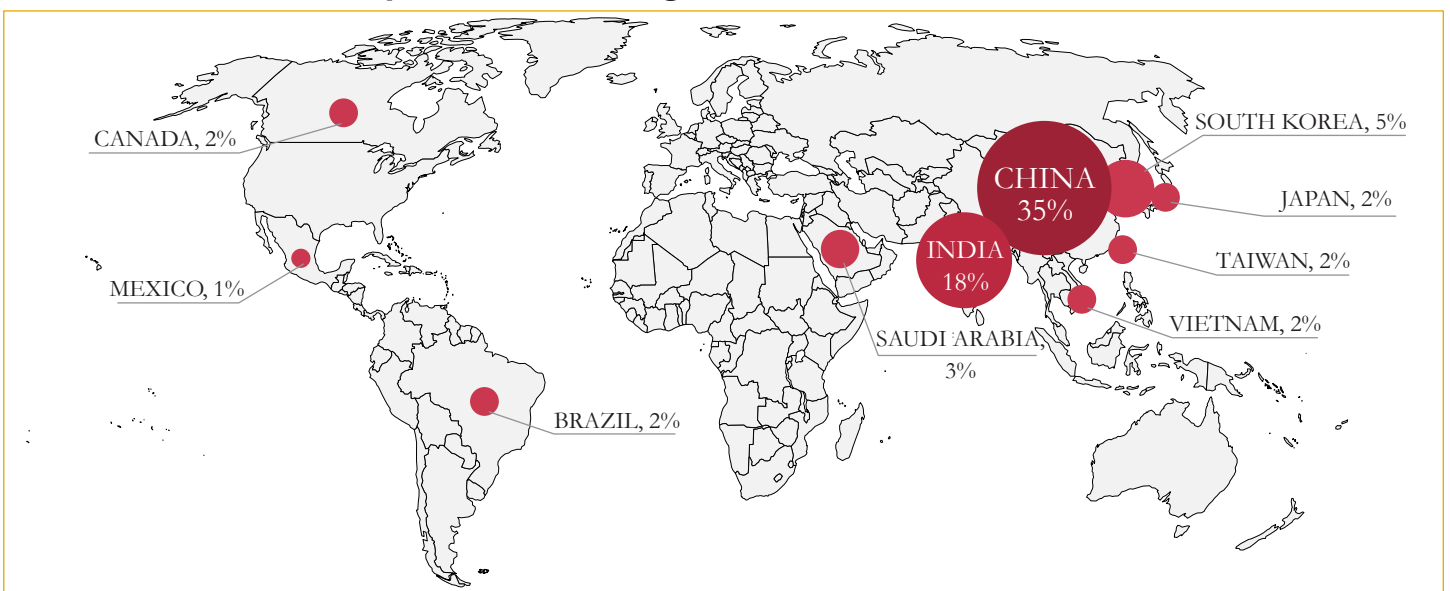 CANADA, 2%
SOUTH KOREA, 5%
CHINA
35%
JAPAN, 2%
INDIA
18%
TAIWAN, 2%
MEXICO, 1%
VIETNAM, 2%
SAUDI ARABIA,
3%
BRAZIL, 2%